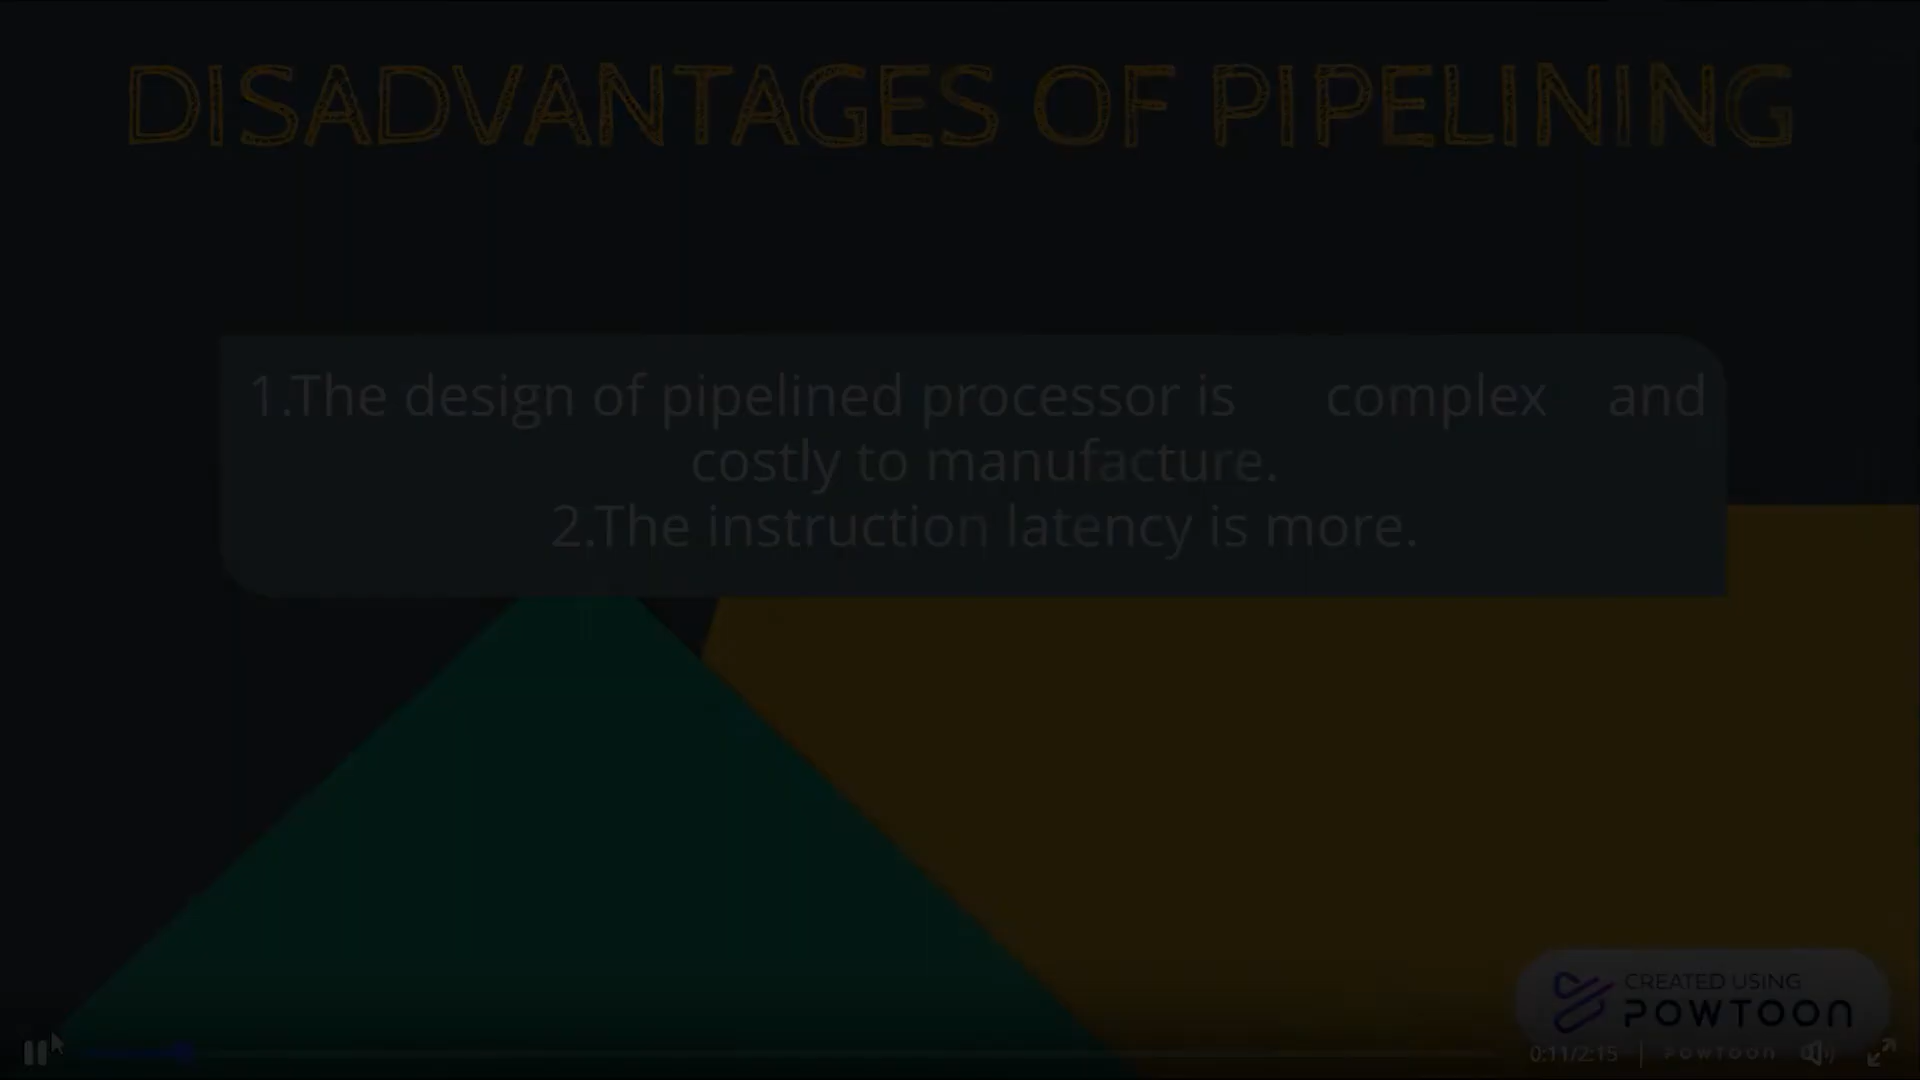 DISADVANTAGES OF PIPELINING
1.The design of pipelined processor is complex and
costly to manufacture.
2.The instruction latency is more.
CREATED USING
POWTOON
0:11/2:15 | POWTOON